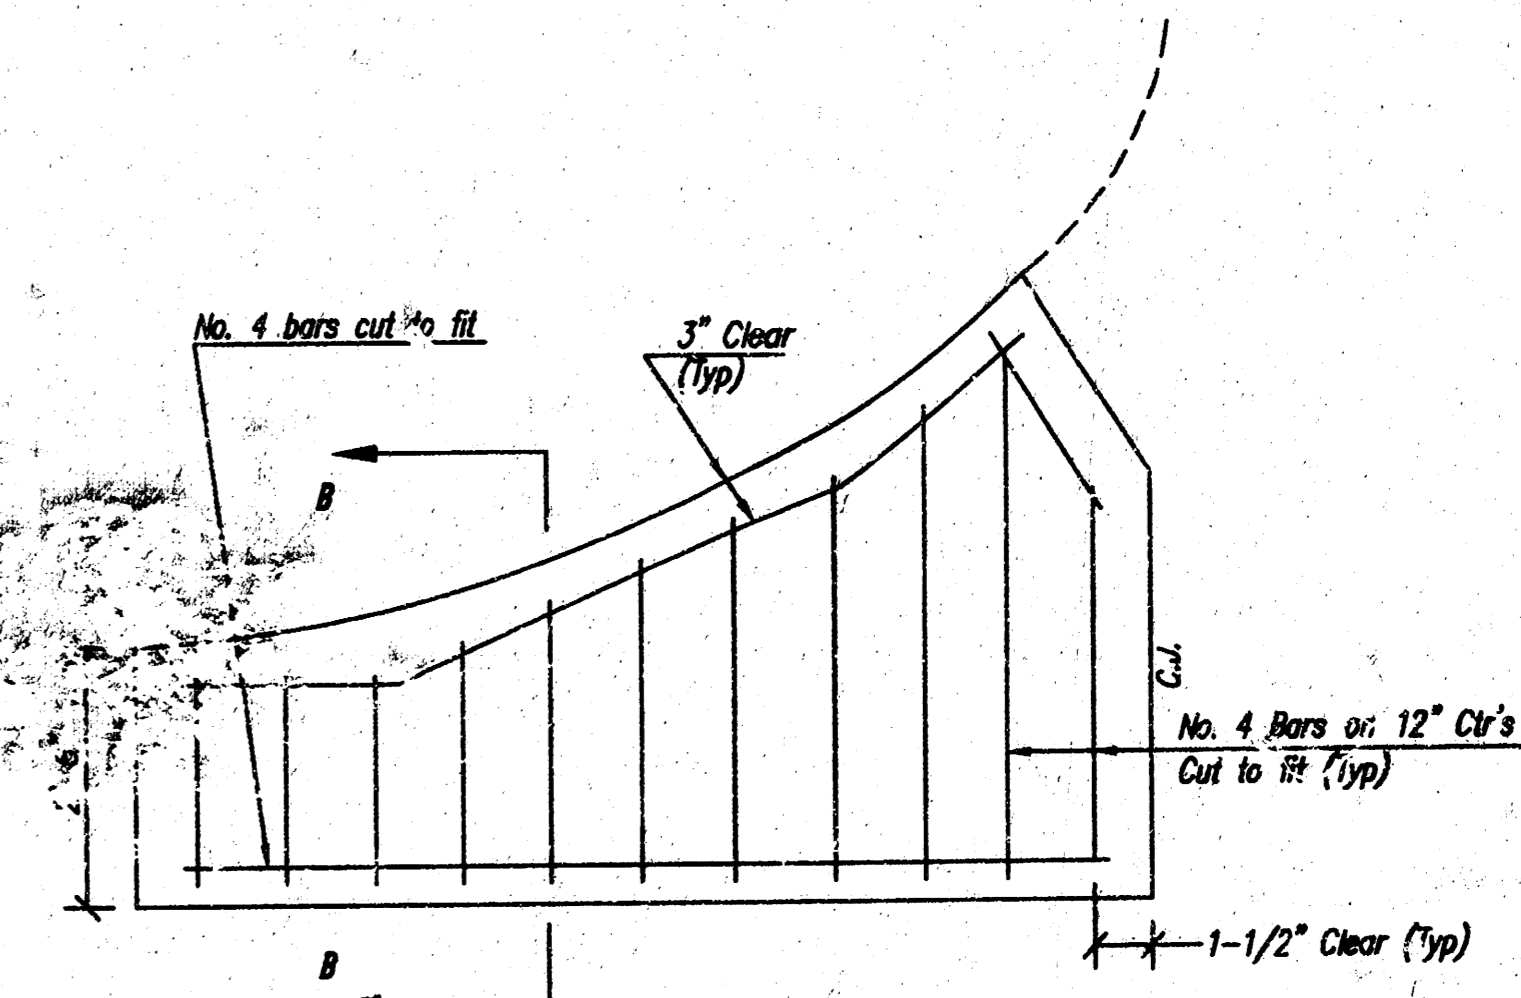 No. 4 bars cut to fit
3" Clear
(Typ)
B
C.J.
No. 4 Bars on 12" Ctr's
Cut to fit (Typ)
1-1/2" Clear (Typ)
B